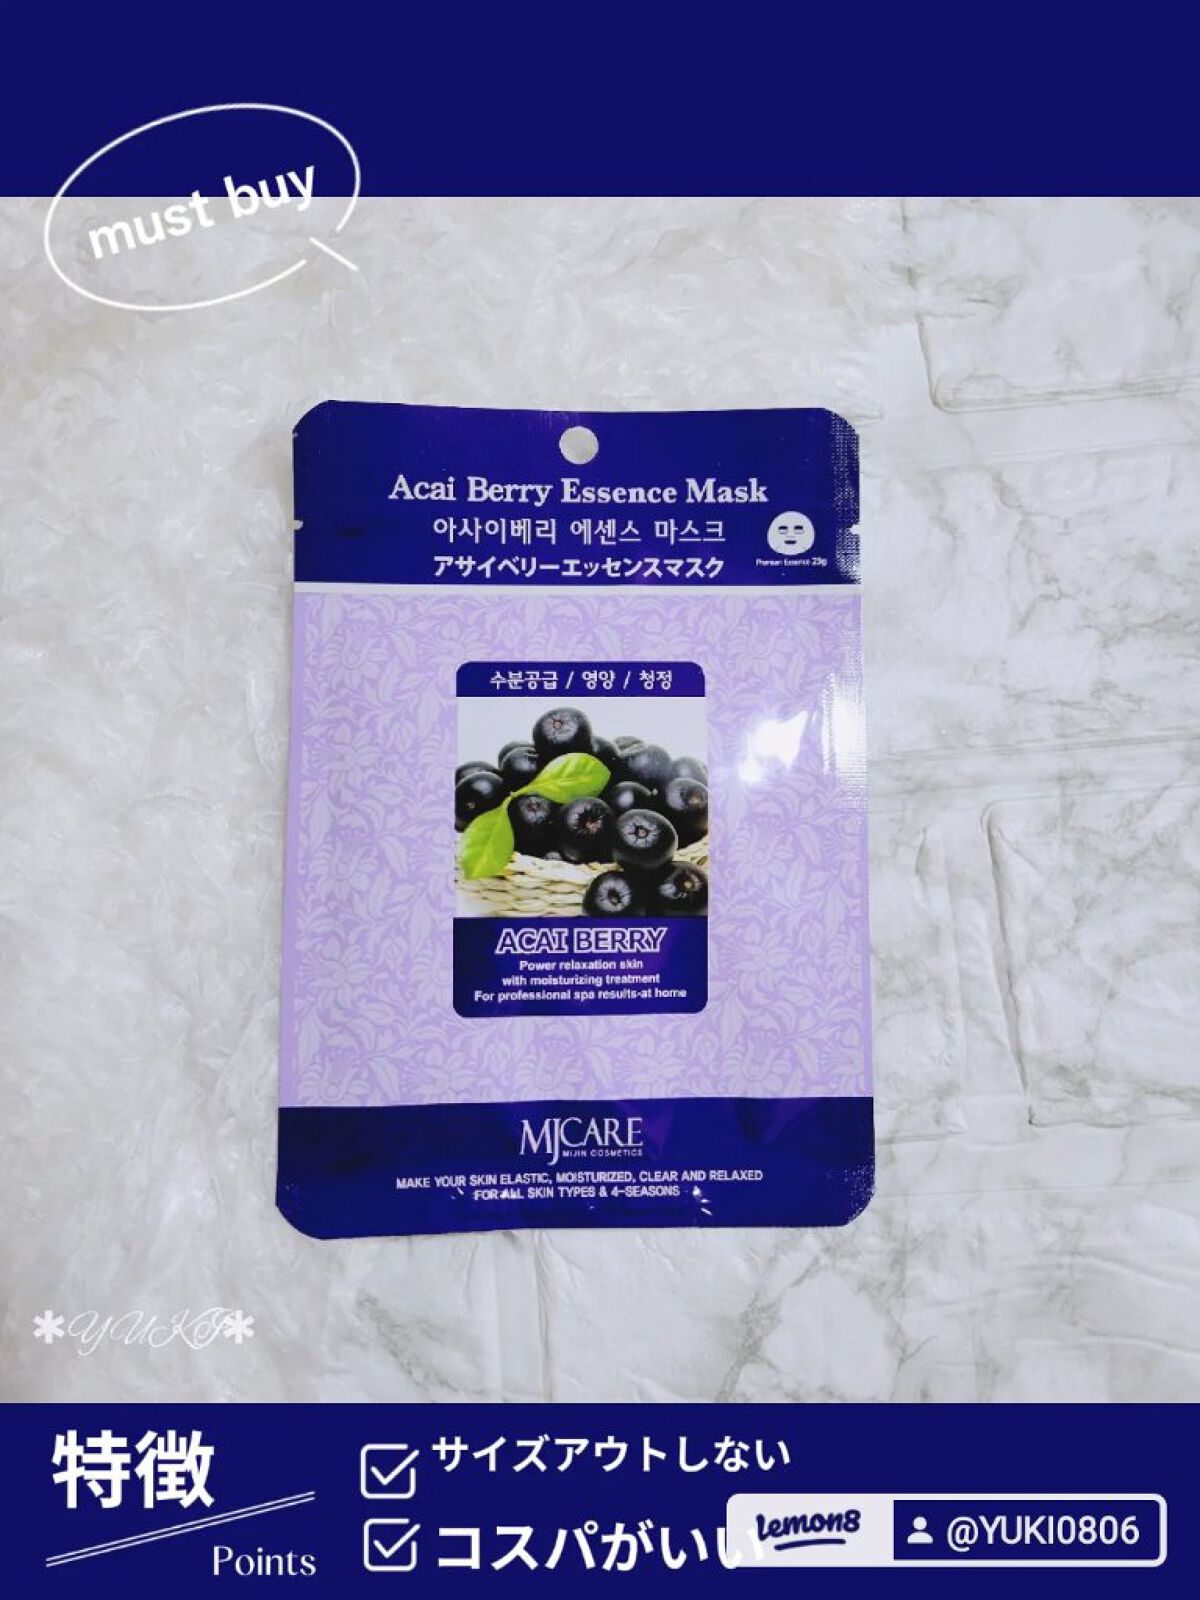 must buy
Acai Berry Essence Mask
아사이베리 에센스 마스크
アサイベリーエッセンスマスク
Premium Essence 23g
수분공급 / 영양 / 청정
ACAI BERRY
Power relaxation skin
with moisturizing treatment
For professional spa results-at home
MJCARE
MIJIN COSMETICS
MAKE YOUR SKIN ELASTIC, MOISTURIZED, CLEAR AND RELAXED
FOR ALL SKIN TYPES & 4-SEASONS
✱YUKI✱
特徴
Points
サイズアウトしない
コスパがいい
Lemon8
@YUKI0806